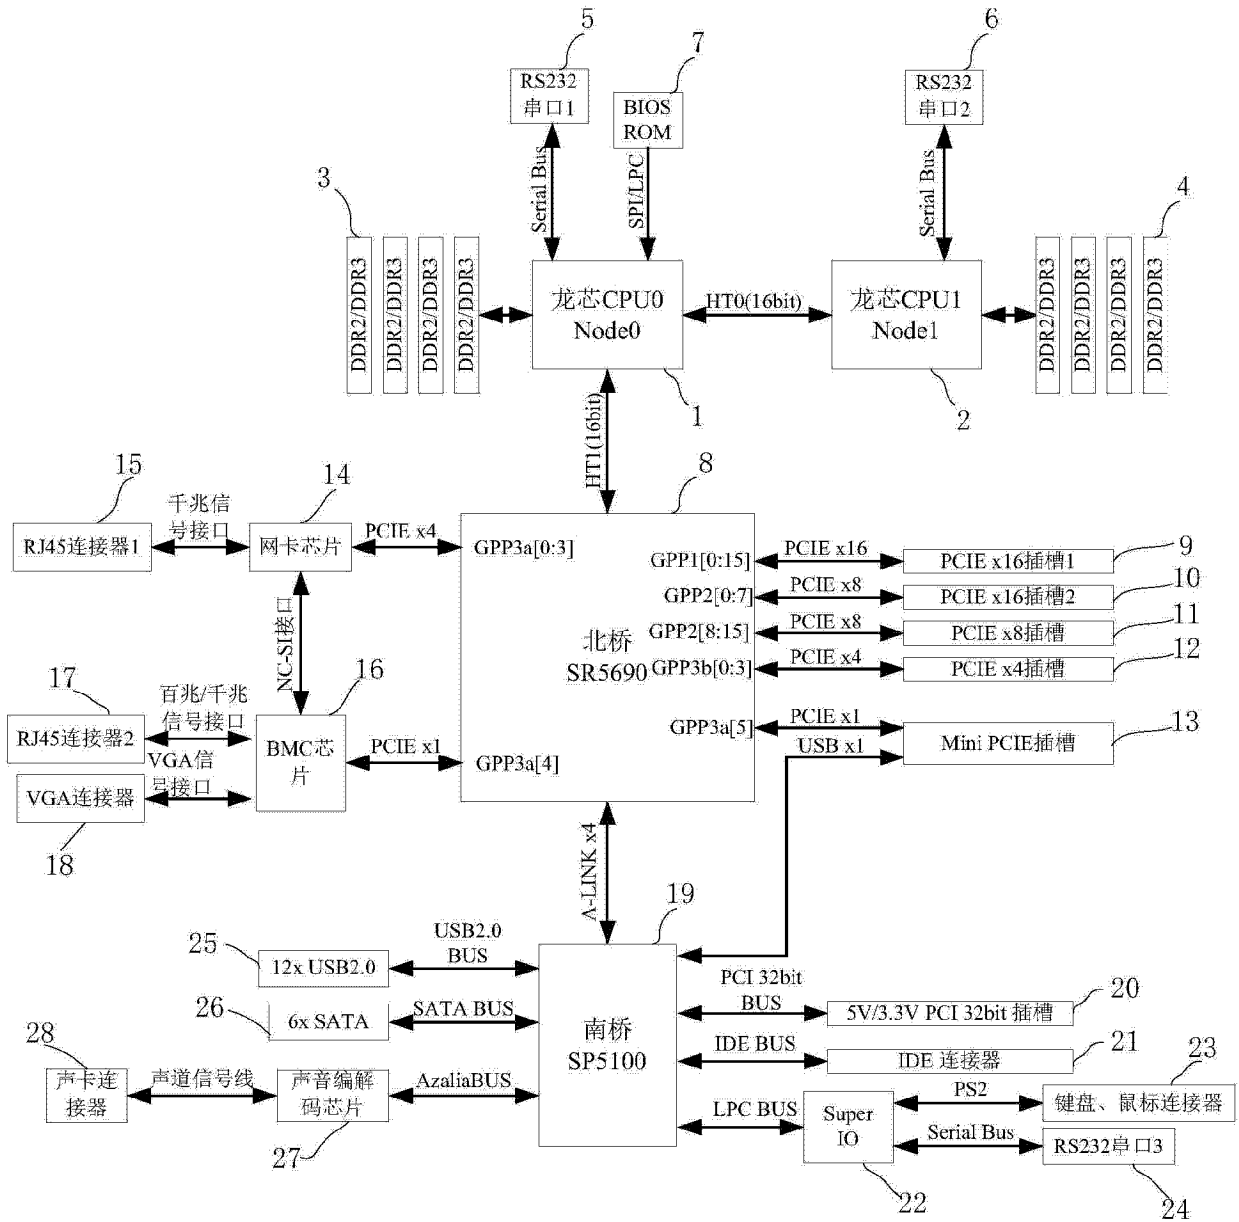 5
6
7
RS232
串口1
BIOS
ROM
RS232
串口2
Serial Bus
SPI/LPC
Serial Bus
3
4
DDR2/DDR3
DDR2/DDR3
DDR2/DDR3
DDR2/DDR3
龙芯CPU0
Node0
HT0(16bit)
龙芯CPU1
Node1
DDR2/DDR3
DDR2/DDR3
DDR2/DDR3
DDR2/DDR3
1
2
HT1(16bit)
15
14
8
千兆信
号接口
RJ45连接器1
网卡芯片
PCIE x4
GPP3a[0:3]
GPP1[0:15]
PCIE x16
PCIE x16插槽1
9
GPP2[0:7]
PCIE x8
PCIE x16插槽2
10
GPP2[8:15]
PCIE x8
PCIE x8插槽
11
GPP3b[0:3]
PCIE x4
PCIE x4插槽
12
北桥
SR5690
NC-SI接口
17
16
百兆/千兆
信号接口
RJ45连接器2
BMC芯
片
PCIE x1
GPP3a[4]
GPP3a[5]
PCIE x1
USB x1
Mini PCIE插槽
13
VGA信
号接口
VGA连接器
18
A-LINK x4
19
25
12x USB2.0
USB2.0
BUS
26
6x SATA
SATA BUS
南桥
SP5100
PCI 32bit
BUS
5V/3.3V PCI 32bit 插槽
20
IDE BUS
IDE 连接器
21
28
声卡连
接器
声道信号线
声音编解
码芯片
AzaliaBUS
27
LPC BUS
Super
IO
22
PS2
键盘、鼠标连接器
23
Serial Bus
RS232串口3
24